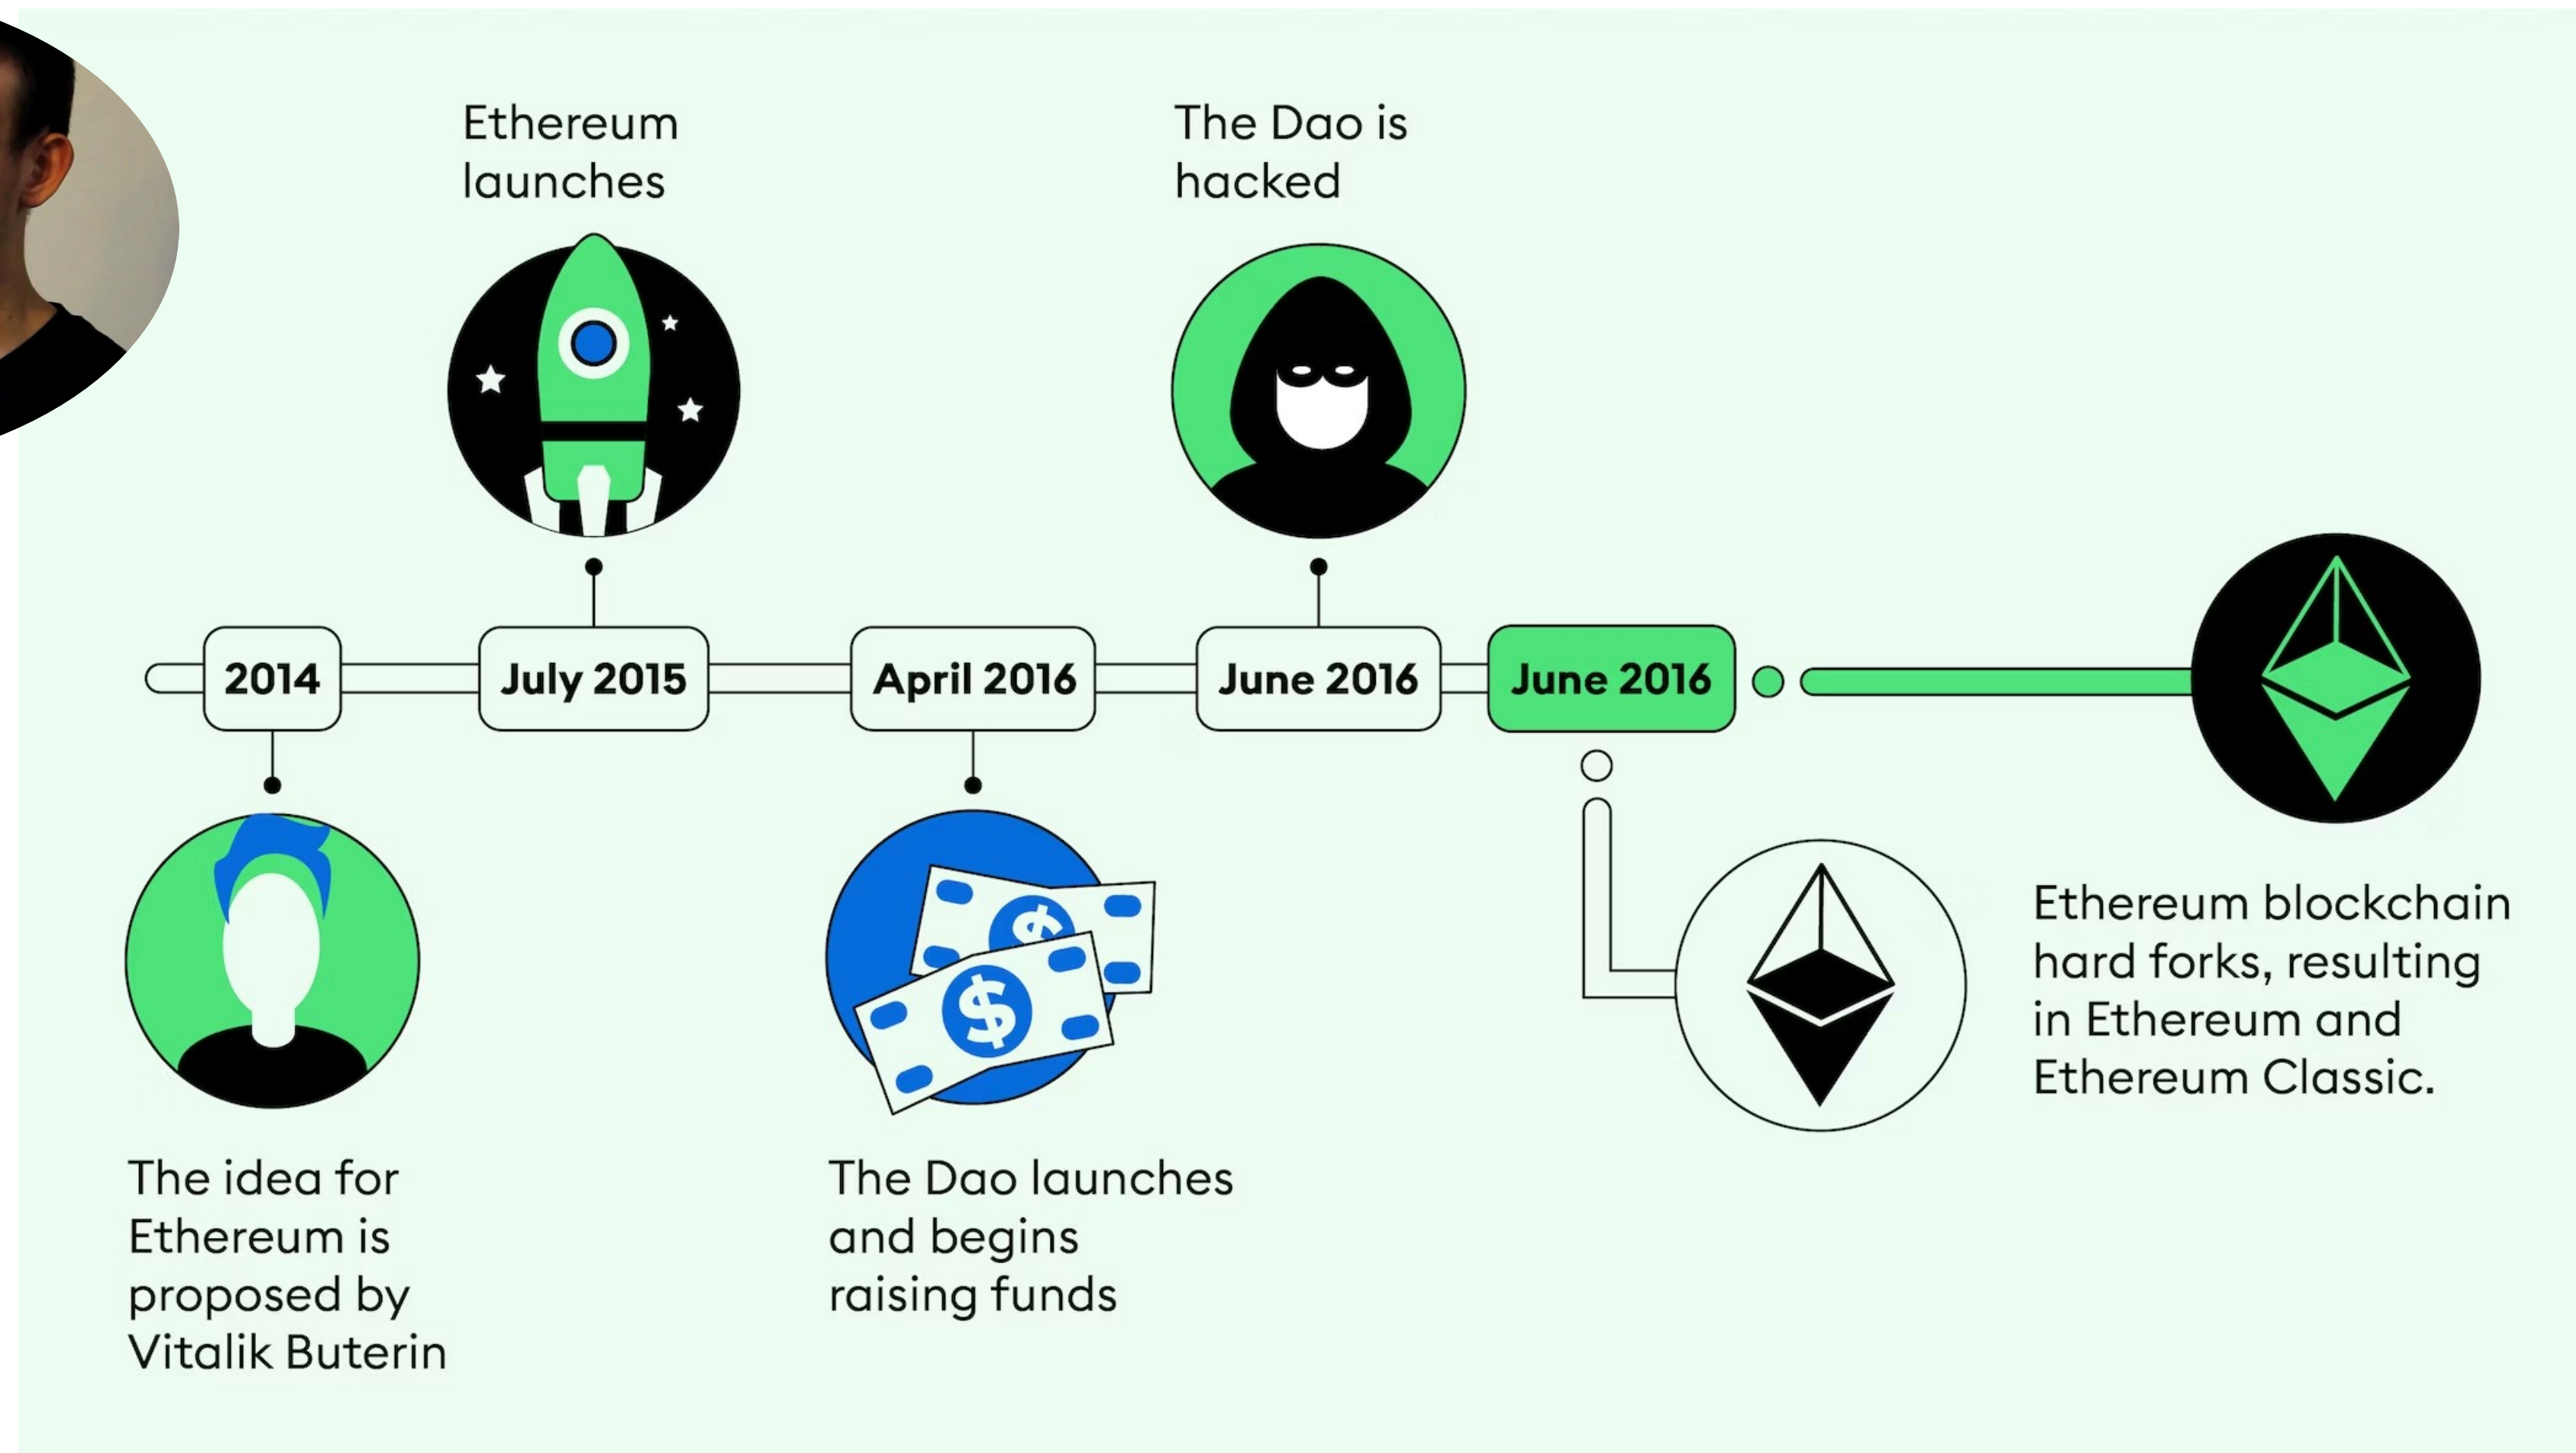 Ethereum
launches
The Dao is
hacked
2014
July 2015
April 2016
June 2016
June 2016
The idea for
Ethereum is
proposed by
Vitalik Buterin
$
$
The Dao launches
and begins
raising funds
Ethereum blockchain
hard forks, resulting
in Ethereum and
Ethereum Classic.